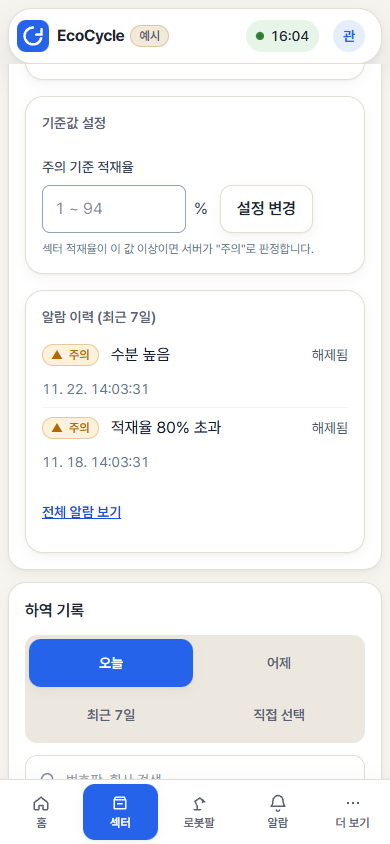 EcoCycle 예시 16:04 관
기준값 설정
주의 기준 적재율
1 ~ 94 % 설정 변경
섹터 적재율이 이 값 이상이면 서버가 "주의"로 판정합니다.
알람 이력 (최근 7일)
주의 수분 높음 해제됨
11. 22. 14:03:31
주의 적재율 80% 초과 해제됨
11. 18. 14:03:31
전체 알람 보기
하역 기록
오늘 어제
최근 7일 직접 선택
홈 섹터 로봇팔 알람 더 보기